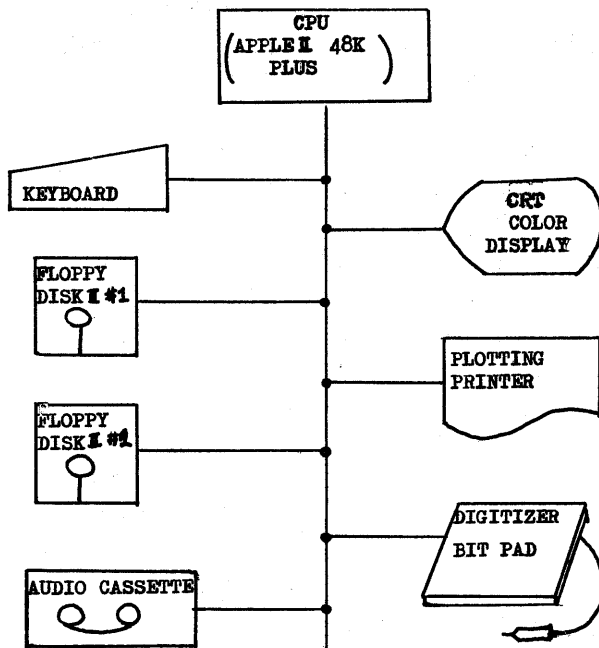 CPU
(APPLE II 48K
PLUS)
KEYBOARD
CRT
COLOR
DISPLAY
FLOPPY
DISK II #1
PLOTTING
PRINTER
FLOPPY
DISK II #2
DIGITIZER
BIT PAD
AUDIO CASSETTE